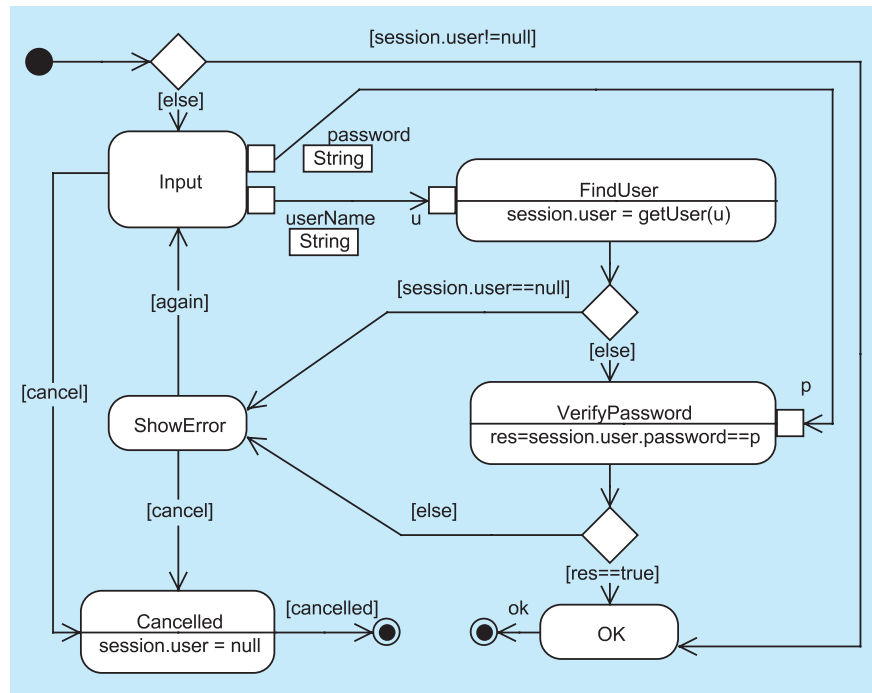 [session.user!=null]
[else]
password
String
Input
FindUser
session.user = getUser(u)
userName
u
String
[session.user==null]
[again]
[else]
[cancel]
p
ShowError
VerifyPassword
res=session.user.password==p
[cancel]
[else]
[res==true]
Cancelled
session.user = null
[cancelled]
ok
OK